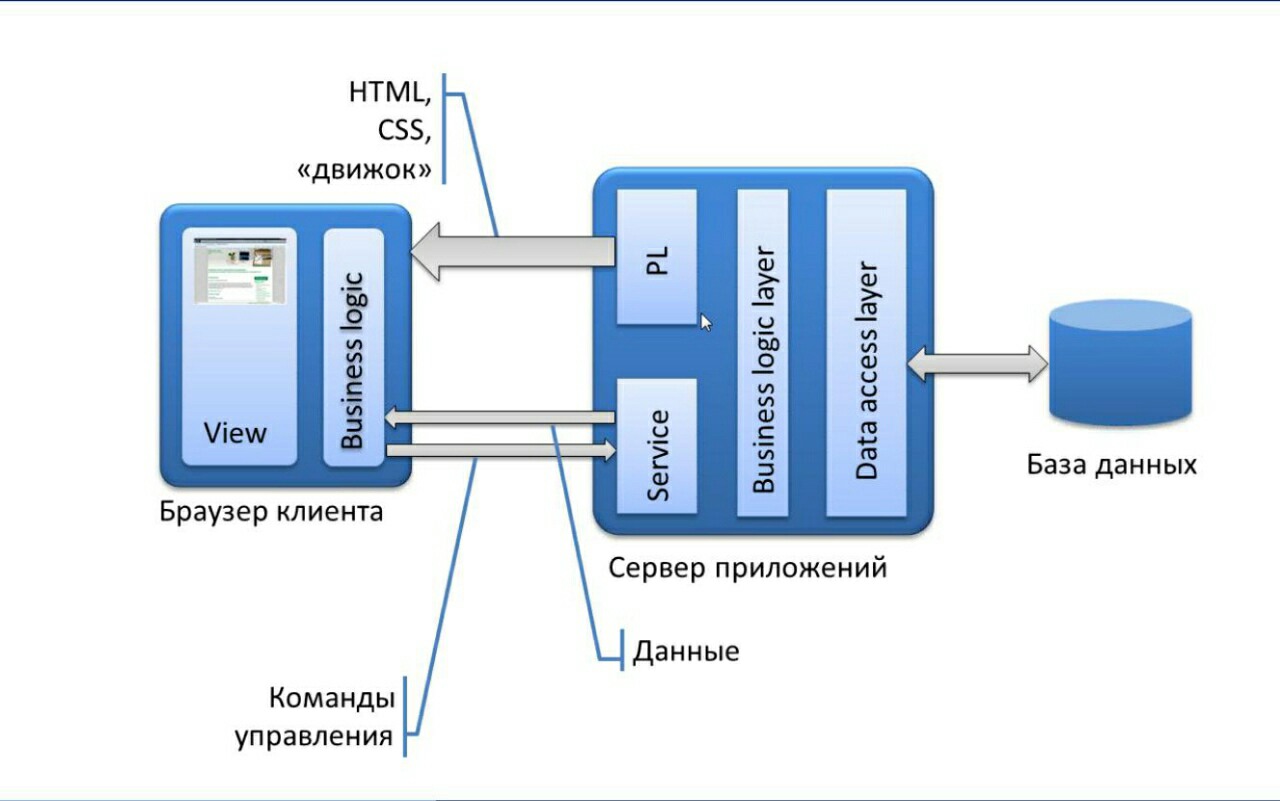 HTML,
CSS,
«движок»
View
Business logic
Браузер клиента
PL
Service
Business logic layer
Data access layer
Сервер приложений
База данных
Данные
Команды
управления